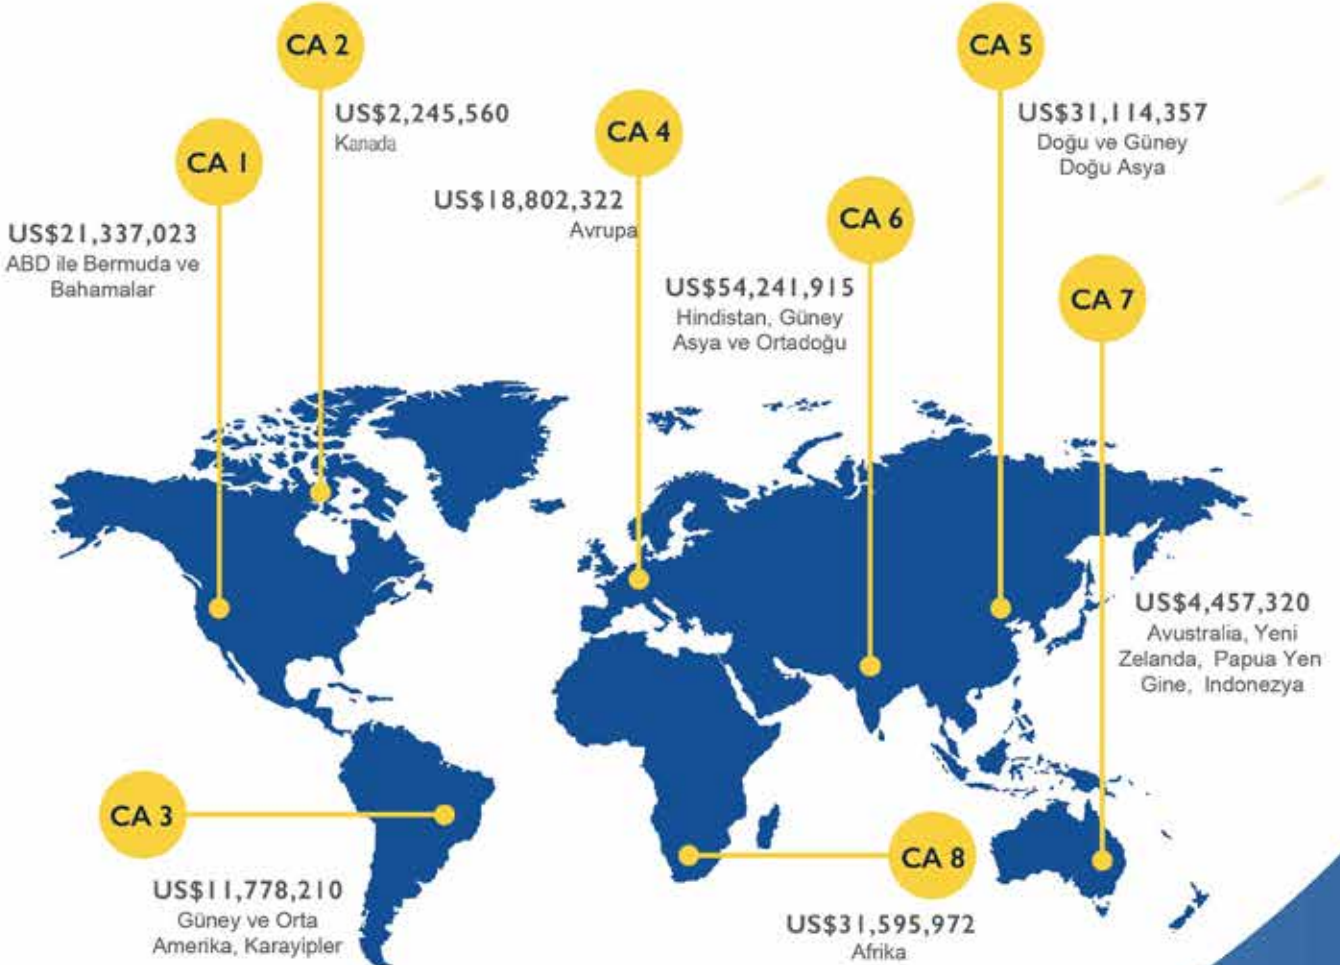 CA 2
US$2,245,560
Kanada
CA 5
US$31,114,357
Doğu ve Güney
Doğu Asya
CA 4
US$18,802,322
Avrupa
CA 1
US$21,337,023
ABD ile Bermuda ve
Bahamalar
CA 6
US$54,241,915
Hindistan, Güney
Asya ve Ortadoğu
CA 7
US$4,457,320
Avustralia, Yeni
Zelanda, Papua Yen
Gine, Indonezya
CA 3
US$11,778,210
Güney ve Orta
Amerika, Karayipler
CA 8
US$31,595,972
Afrika